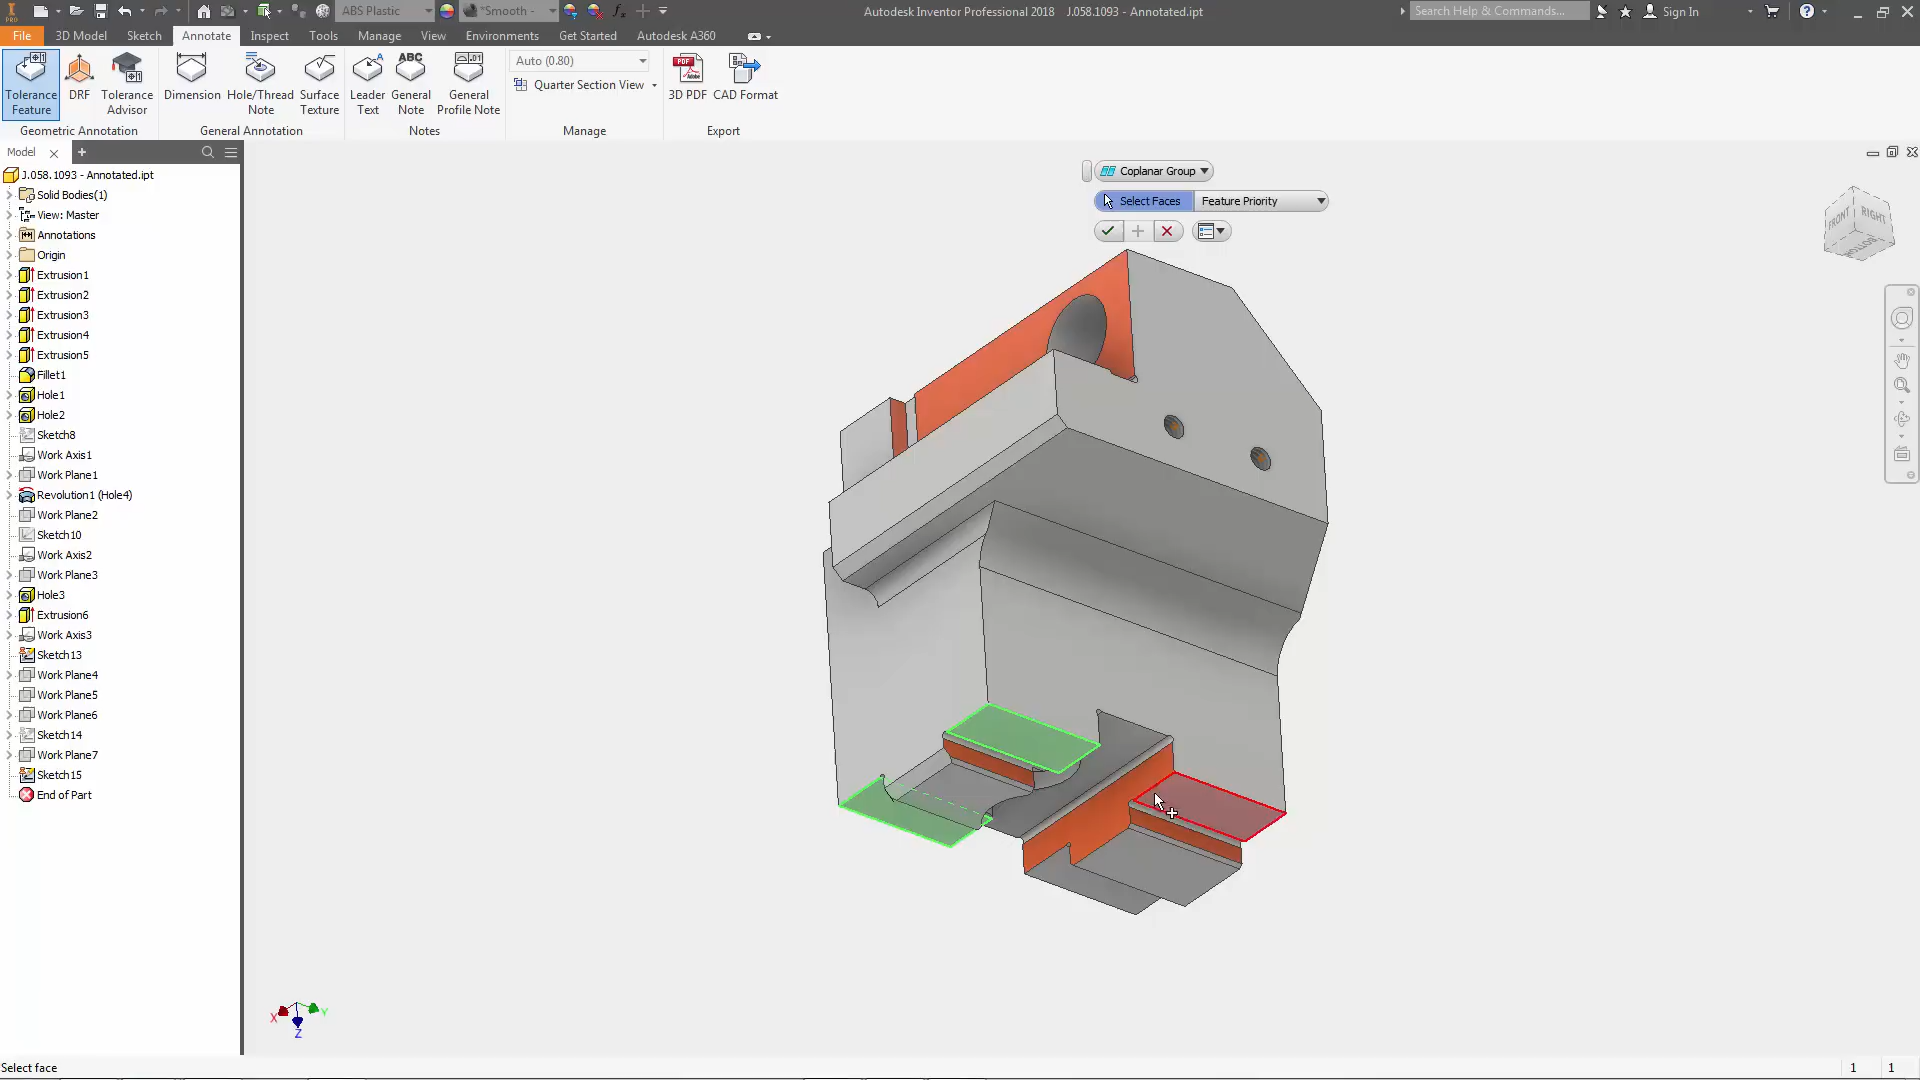 PRO
ABS Plastic
*Smooth -
fx
Autodesk Inventor Professional 2018 J.058.1093 - Annotated.ipt
Search Help & Commands...
Sign In
File 3D Model Sketch Annotate Inspect Tools Manage View Environments Get Started Autodesk A360
Tolerance Feature
DRF
Tolerance Advisor
Dimension
Hole/Thread Note
Surface Texture
Leader Text
ABC
General Note
General Profile Note
Auto (0.80)
Quarter Section View
PDF
3D PDF
CAD Format
Geometric Annotation
General Annotation
Notes
Manage
Export
Model
J.058.1093 - Annotated.ipt
Solid Bodies(1)
View: Master
Annotations
Origin
Extrusion1
Extrusion2
Extrusion3
Extrusion4
Extrusion5
Fillet1
Hole1
Hole2
Sketch8
Work Axis1
Work Plane1
Revolution1 (Hole4)
Work Plane2
Sketch10
Work Axis2
Work Plane3
Hole3
Extrusion6
Work Axis3
Sketch13
Work Plane4
Work Plane5
Work Plane6
Sketch14
Work Plane7
Sketch15
End of Part
Coplanar Group
Select Faces
Feature Priority
FRONT
RIGHT
BOTTOM
X
Y
Z
Select face
1 1